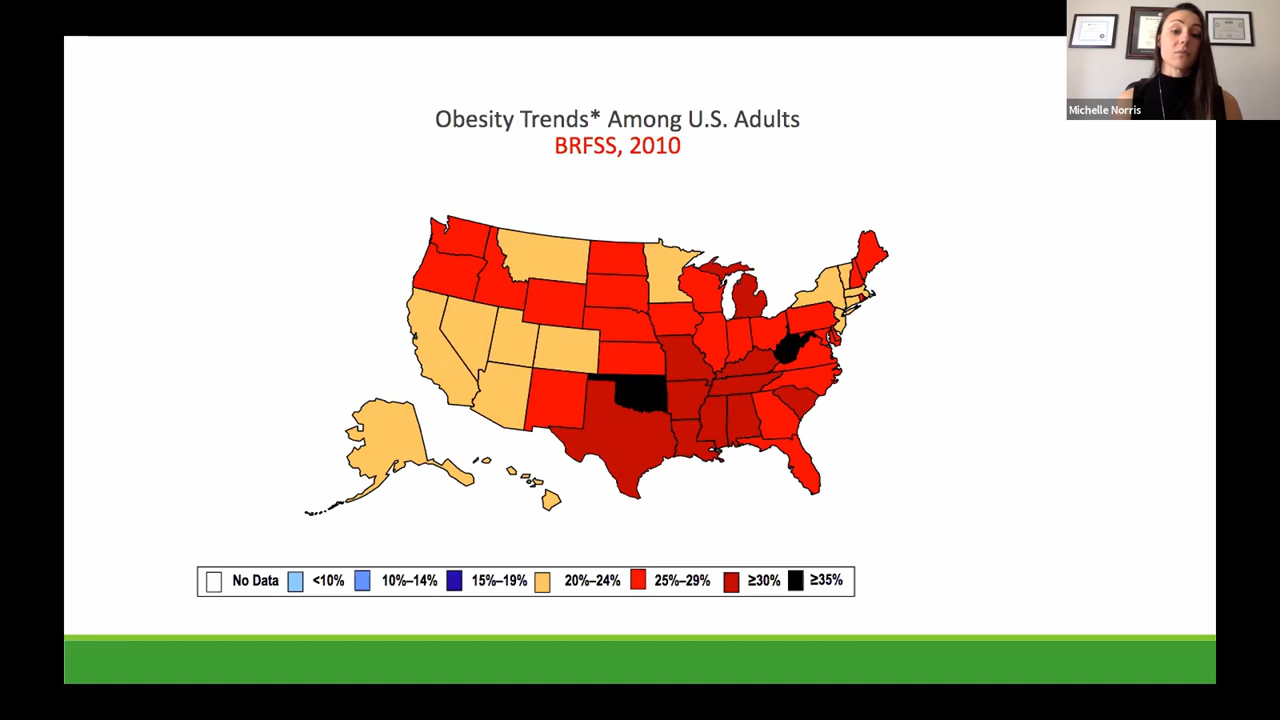 Michelle Norris
Obesity Trends* Among U.S. Adults
BRFSS, 2010
No Data <10% 10%–14% 15%–19% 20%–24% 25%–29% ≥30% ≥35%